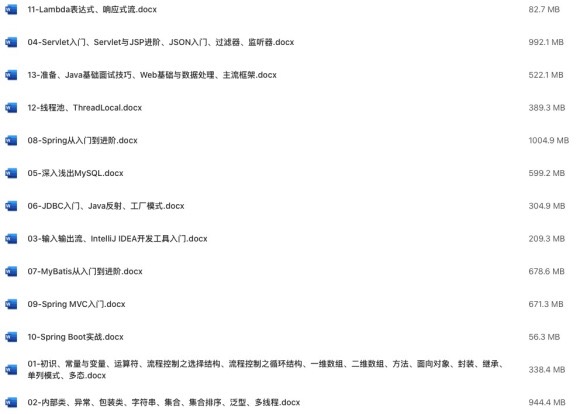 11-Lambda表达式、响应式流.docx 82.7 MB
04-Servlet入门、Servlet与JSP进阶、JSON入门、过滤器、监听器.docx 992.1 MB
13-准备、Java基础面试技巧、Web基础与数据处理、主流框架.docx 522.1 MB
12-线程池、ThreadLocal.docx 389.3 MB
08-Spring从入门到进阶.docx 1004.9 MB
05-深入浅出MySQL.docx 599.2 MB
06-JDBC入门、Java反射、工厂模式.docx 304.9 MB
03-输入输出流、IntelliJ IDEA开发工具入门.docx 209.3 MB
07-MyBatis从入门到进阶.docx 678.6 MB
09-Spring MVC入门.docx 671.3 MB
10-Spring Boot实战.docx 56.3 MB
01-初识、常量与变量、运算符、流程控制之选择结构、流程控制之循环结构、一维数组、二维数组、方法、面向对象、封装、继承、 338.4 MB
单列模式、多态.docx
02-内部类、异常、包装类、字符串、集合、集合排序、泛型、多线程.docx 944.4 MB